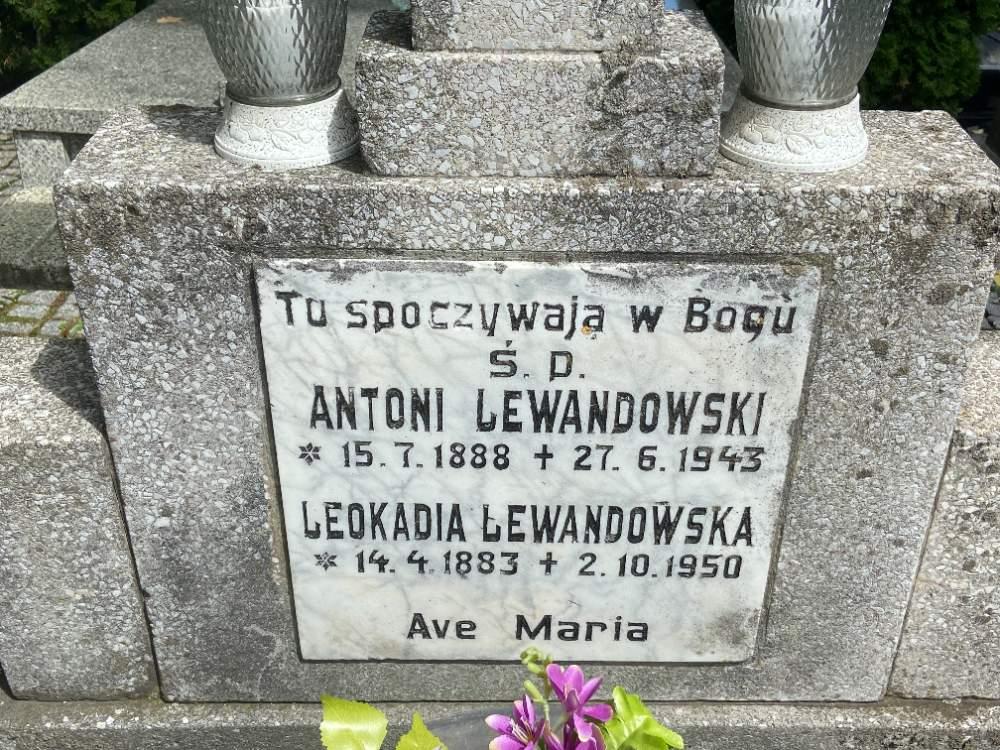 Tu spoczywają w Bogu
Ś. P.
ANTONI LEWANDOWSKI
* 15. 7. 1888 + 27. 6. 1943
LEOKADIA LEWANDOWSKA
* 14. 4. 1883 + 2. 10. 1950
Ave Maria